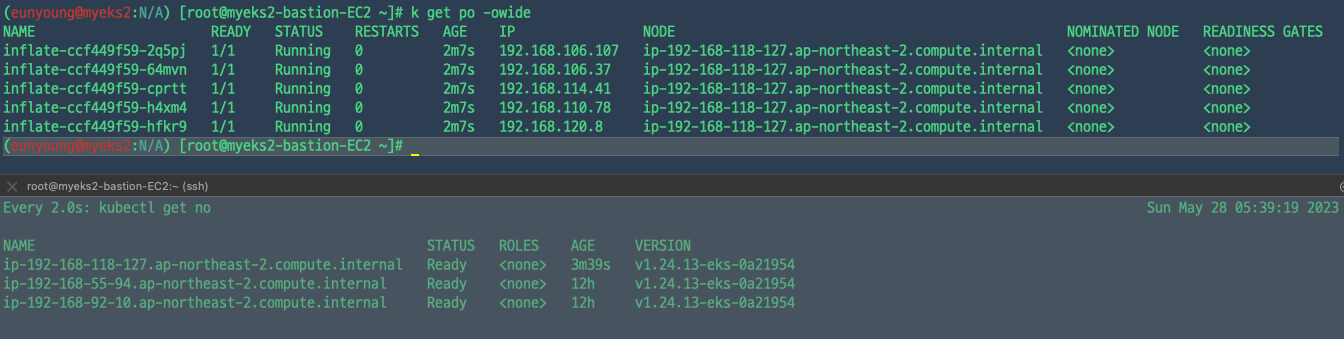 (eunyoung@myeks2:N/A) [root@myeks2-bastion-EC2 ~]# k get po -owide
NAME READY STATUS RESTARTS AGE IP NODE NOMINATED NODE READINESS GATES
inflate-ccf449f59-2q5pj 1/1 Running 0 2m7s 192.168.106.107 ip-192-168-118-127.ap-northeast-2.compute.internal <none> <none>
inflate-ccf449f59-64mvn 1/1 Running 0 2m7s 192.168.106.37 ip-192-168-118-127.ap-northeast-2.compute.internal <none> <none>
inflate-ccf449f59-cprtt 1/1 Running 0 2m7s 192.168.114.41 ip-192-168-118-127.ap-northeast-2.compute.internal <none> <none>
inflate-ccf449f59-h4xm4 1/1 Running 0 2m7s 192.168.110.78 ip-192-168-118-127.ap-northeast-2.compute.internal <none> <none>
inflate-ccf449f59-hfkr9 1/1 Running 0 2m7s 192.168.120.8 ip-192-168-118-127.ap-northeast-2.compute.internal <none> <none>
(eunyoung@myeks2:N/A) [root@myeks2-bastion-EC2 ~]#
root@myeks2-bastion-EC2:~ (ssh)
Every 2.0s: kubectl get no Sun May 28 05:39:19 2023
NAME STATUS ROLES AGE VERSION
ip-192-168-118-127.ap-northeast-2.compute.internal Ready <none> 3m39s v1.24.13-eks-0a21954
ip-192-168-55-94.ap-northeast-2.compute.internal Ready <none> 12h v1.24.13-eks-0a21954
ip-192-168-92-10.ap-northeast-2.compute.internal Ready <none> 12h v1.24.13-eks-0a21954